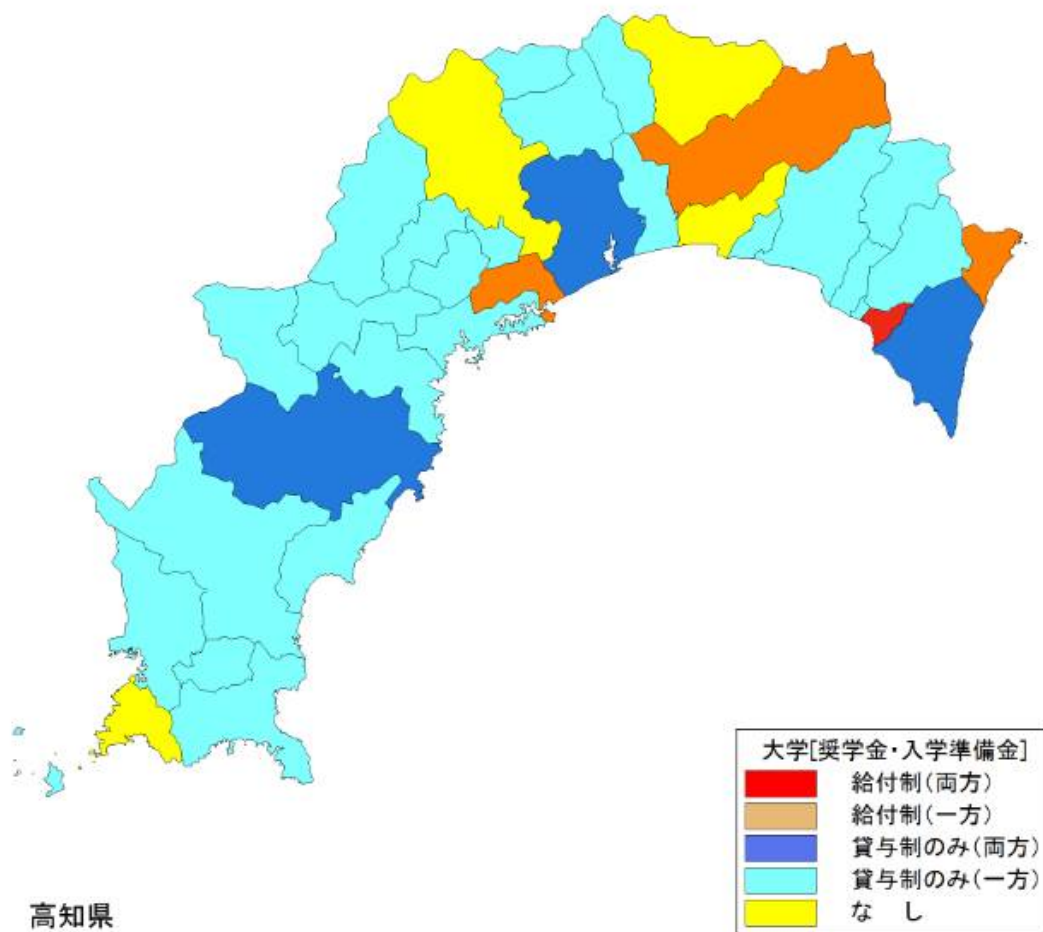 大学[奨学金・入学準備金]
給付制(両方)
給付制(一方)
貸与制のみ(両方)
貸与制のみ(一方)
な し
高知県